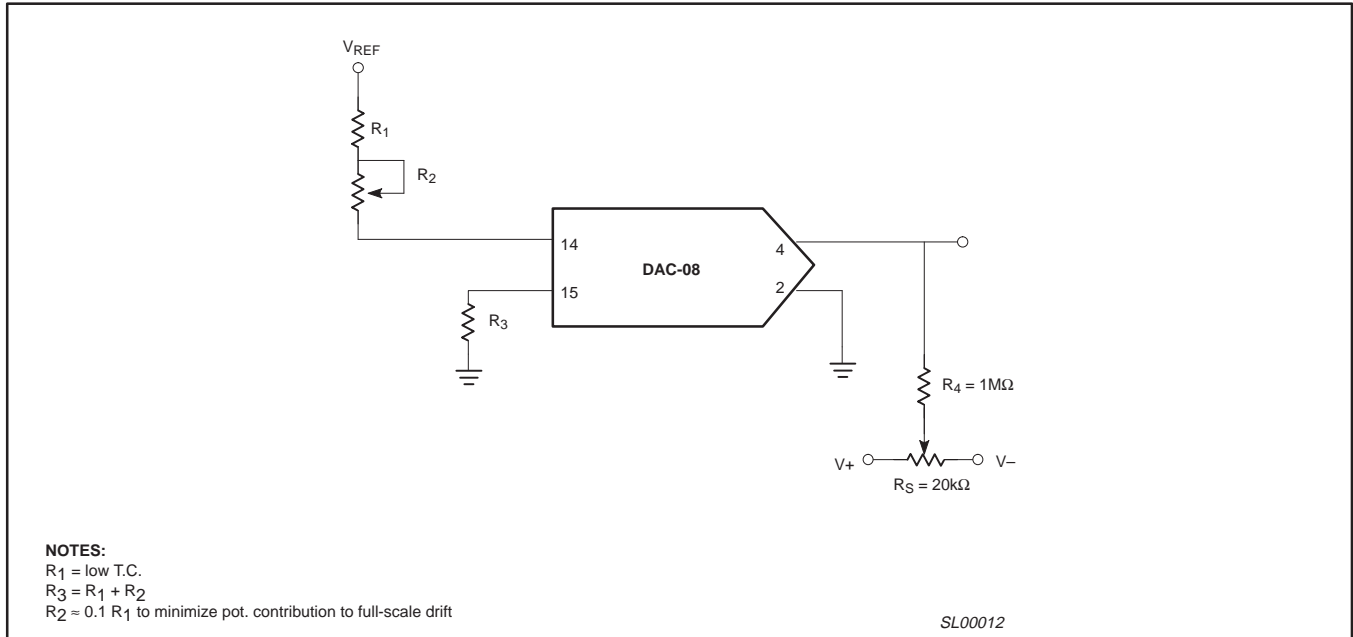 VREF
R1
R2
14
4
DAC-08
15
2
R3
R4 = 1MΩ
V+
V–
RS = 20kΩ
NOTES:
R1 = low T.C.
R3 = R1 + R2
R2 ≈ 0.1 R1 to minimize pot. contribution to full-scale drift
SL00012